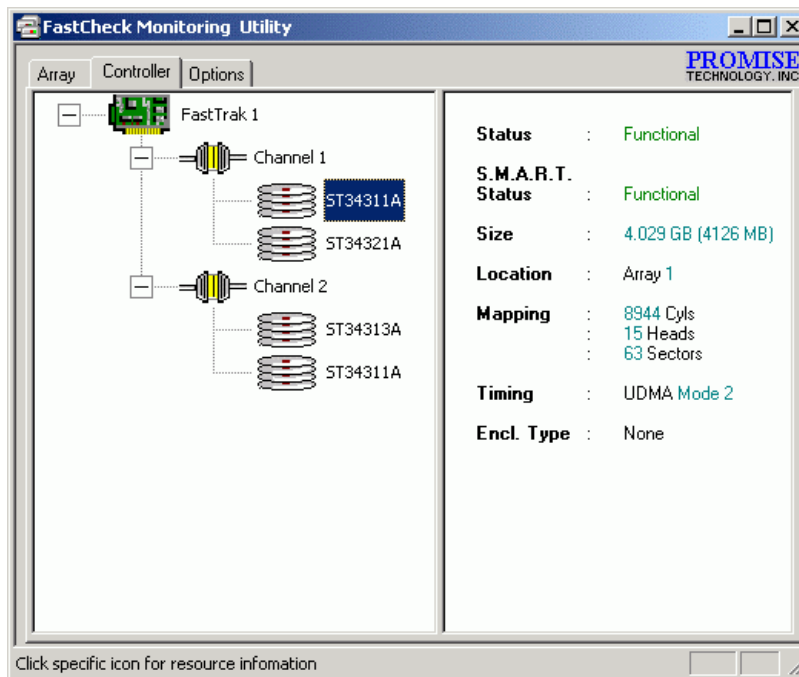 FastCheck Monitoring Utility
PROMISE
TECHNOLOGY, INC
Array Controller Options
FastTrak 1
Channel 1
ST34311A
ST34321A
Channel 2
ST34313A
ST34311A
Status : Functional
S.M.A.R.T.
Status : Functional
Size : 4.029 GB (4126 MB)
Location : Array 1
Mapping : 8944 Cyls
: 15 Heads
: 63 Sectors
Timing : UDMA Mode 2
Encl. Type : None
Click specific icon for resource infomation